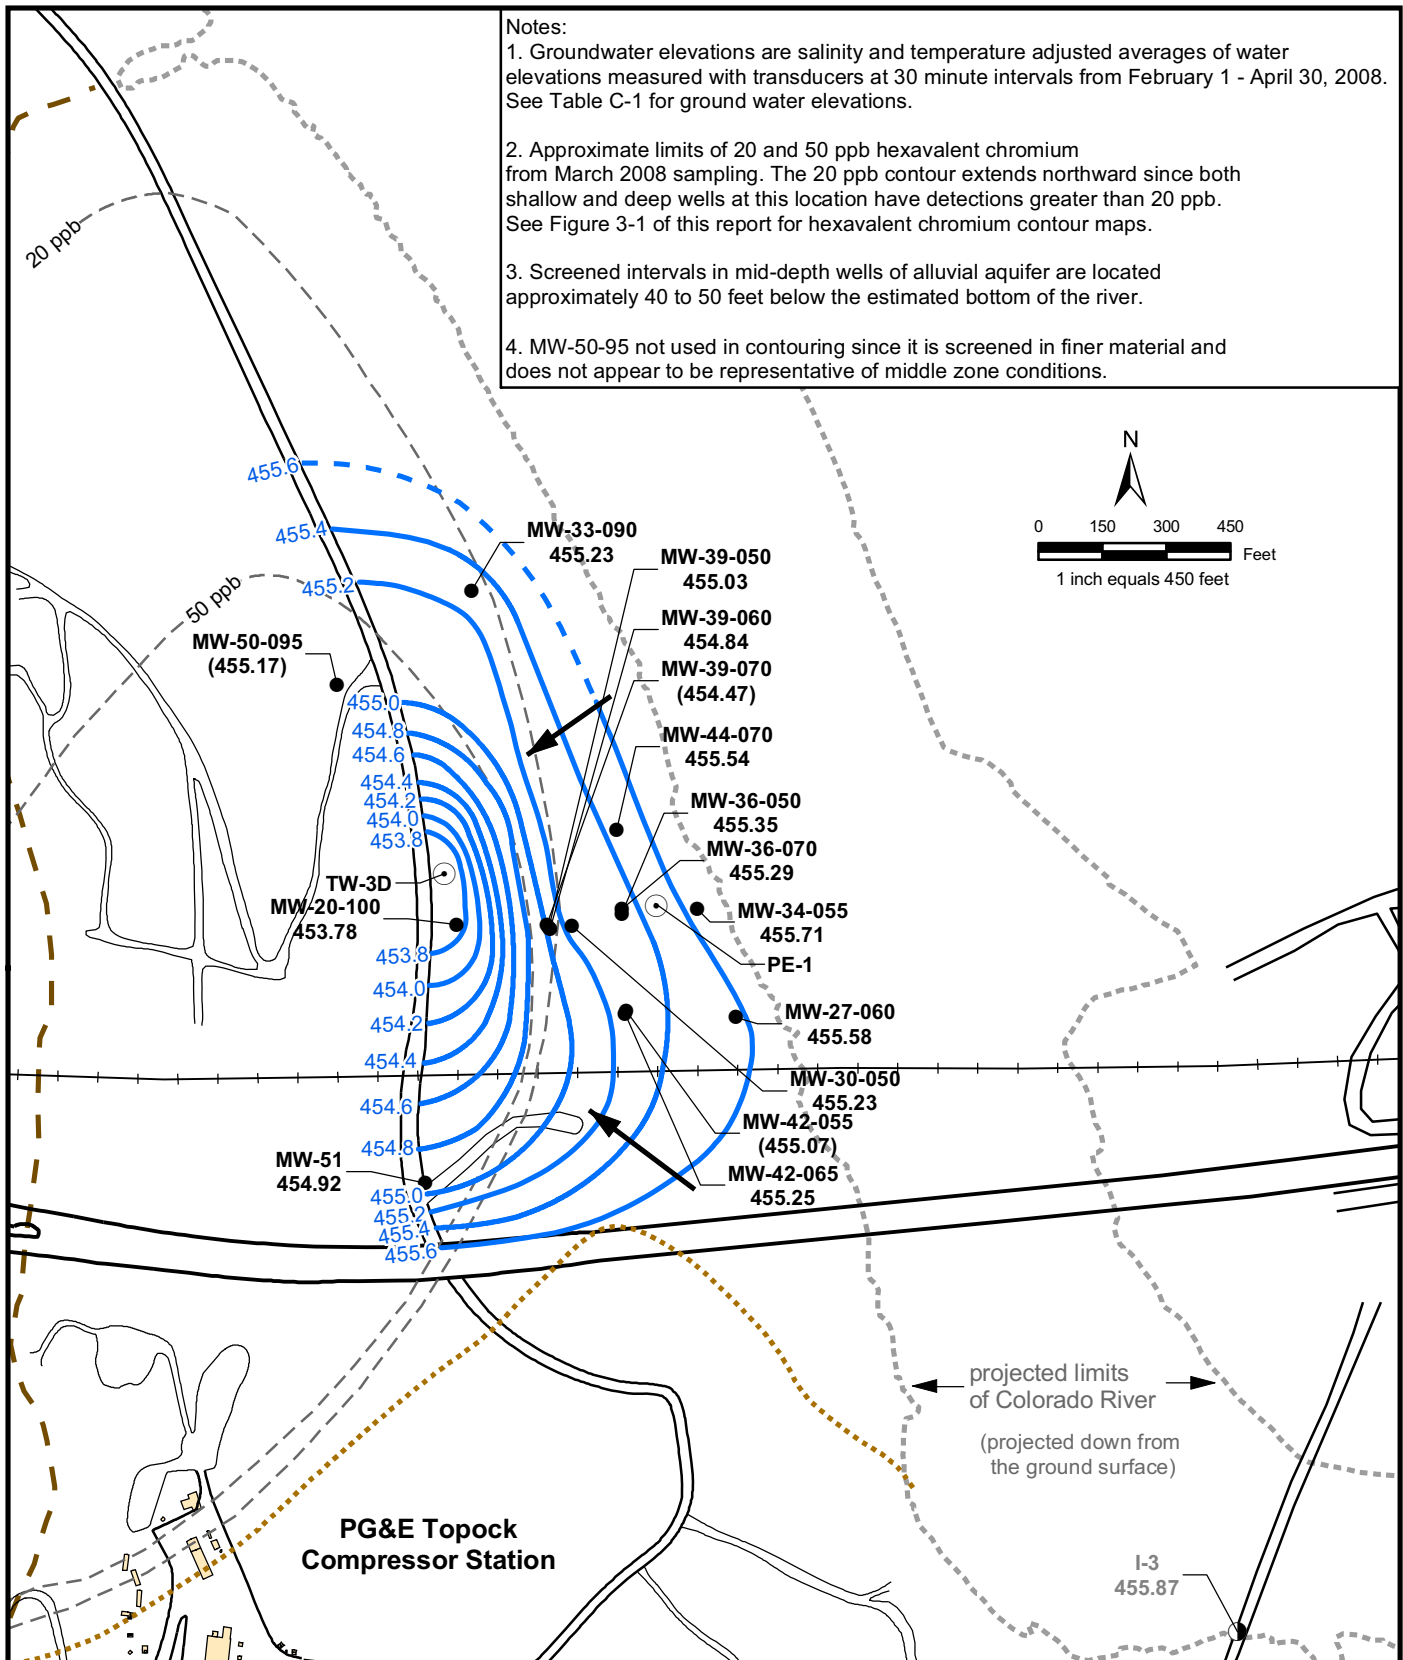 Notes:
1. Groundwater elevations are salinity and temperature adjusted averages of water
elevations measured with transducers at 30 minute intervals from February 1 - April 30, 2008.
See Table C-1 for ground water elevations.
2. Approximate limits of 20 and 50 ppb hexavalent chromium
from March 2008 sampling. The 20 ppb contour extends northward since both
shallow and deep wells at this location have detections greater than 20 ppb.
See Figure 3-1 of this report for hexavalent chromium contour maps.
3. Screened intervals in mid-depth wells of alluvial aquifer are located
approximately 40 to 50 feet below the estimated bottom of the river.
4. MW-50-95 not used in contouring since it is screened in finer material and
does not appear to be representative of middle zone conditions.
20 ppb
N
0 150 300 450
Feet
1 inch equals 450 feet
455.6
455.4
455.2
MW-33-090
455.23
MW-39-050
455.03
50 ppb
MW-39-060
454.84
MW-50-095
(455.17)
MW-39-070
(454.47)
455.0
454.8
454.6
454.4
454.2
454.0
453.8
MW-44-070
455.54
MW-36-050
455.35
MW-36-070
455.29
TW-3D
MW-20-100
453.78
MW-34-055
455.71
PE-1
453.8
454.0
454.2
454.4
454.6
454.8
MW-27-060
455.58
MW-30-050
455.23
MW-42-055
(455.07)
MW-42-065
455.25
MW-51
454.92
455.0
455.2
455.4
455.6
projected limits
of Colorado River
(projected down from
the ground surface)
PG&E Topock
Compressor Station
I-3
455.87